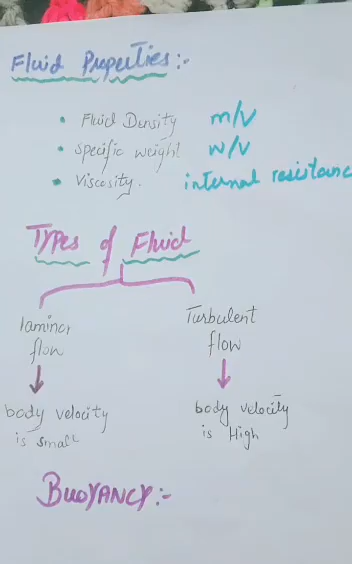 Fluid Properties:-
• Fluid Density m/V
• Specific weight W/V
• Viscosity. internal resistance
Types of Fluid
laminar flow
Turbulent flow
body velocity is small
body velocity is High
Buoyancy:-